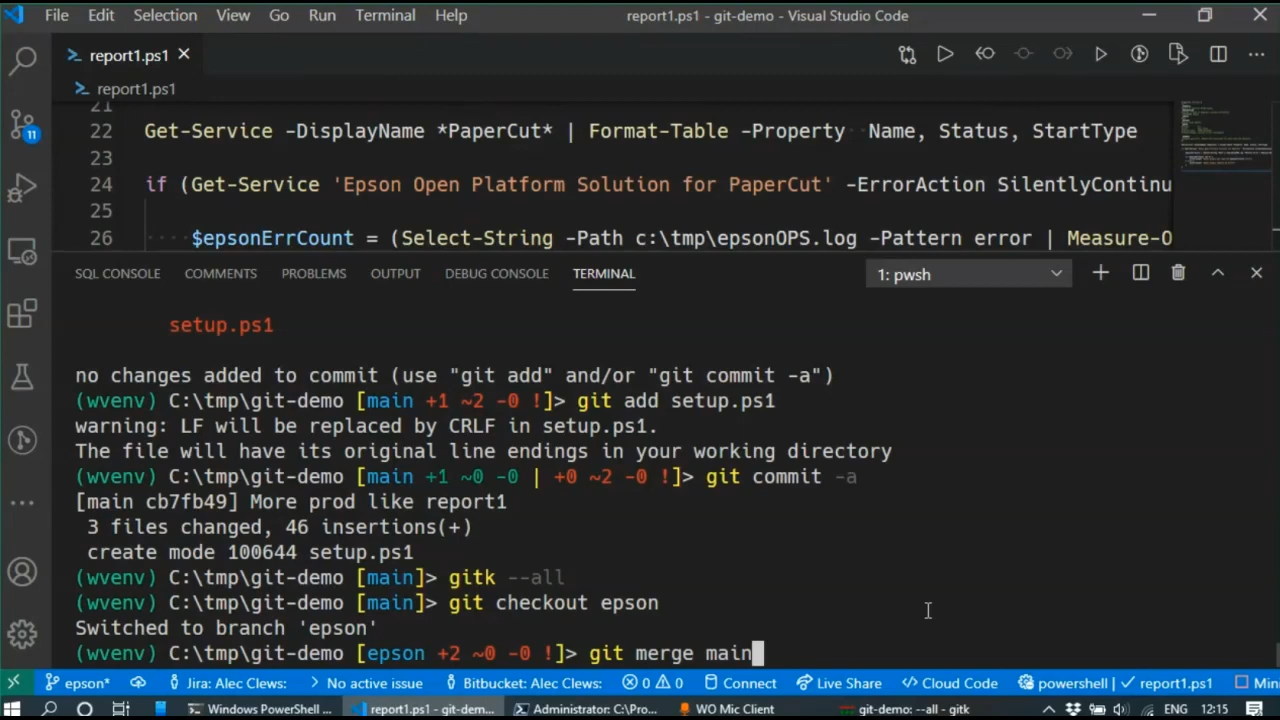 File Edit Selection View Go Run Terminal Help report1.ps1 - git-demo - Visual Studio Code
report1.ps1
report1.ps1
21
22 Get-Service -DisplayName *PaperCut* | Format-Table -Property Name, Status, StartType
23
24 if (Get-Service 'Epson Open Platform Solution for PaperCut' -ErrorAction SilentlyContinu
25
26 $epsonErrCount = (Select-String -Path c:\tmp\epsonOPS.log -Pattern error | Measure-O
11
SQL CONSOLE COMMENTS PROBLEMS OUTPUT DEBUG CONSOLE TERMINAL 1: pwsh
setup.ps1
no changes added to commit (use "git add" and/or "git commit -a")
(wvenv) C:\tmp\git-demo [main +1 ~2 -0 !]> git add setup.ps1
warning: LF will be replaced by CRLF in setup.ps1.
The file will have its original line endings in your working directory
(wvenv) C:\tmp\git-demo [main +1 ~0 -0 | +0 ~2 -0 !]> git commit -a
[main cb7fb49] More prod like report1
3 files changed, 46 insertions(+)
create mode 100644 setup.ps1
(wvenv) C:\tmp\git-demo [main]> gitk --all
(wvenv) C:\tmp\git-demo [main]> git checkout epson
Switched to branch 'epson'
(wvenv) C:\tmp\git-demo [epson +2 ~0 -0 !]> git merge main
epson* Jira: Alec Clews: No active issue Bitbucket: Alec Clews: 0 0 Connect Live Share Cloud Code powershell | report1.ps1 Min
Windows PowerShell ... report1.ps1 - git-dem... Administrator: C:\Pro... WO Mic Client git-demo: --all - gitk ENG 12:15